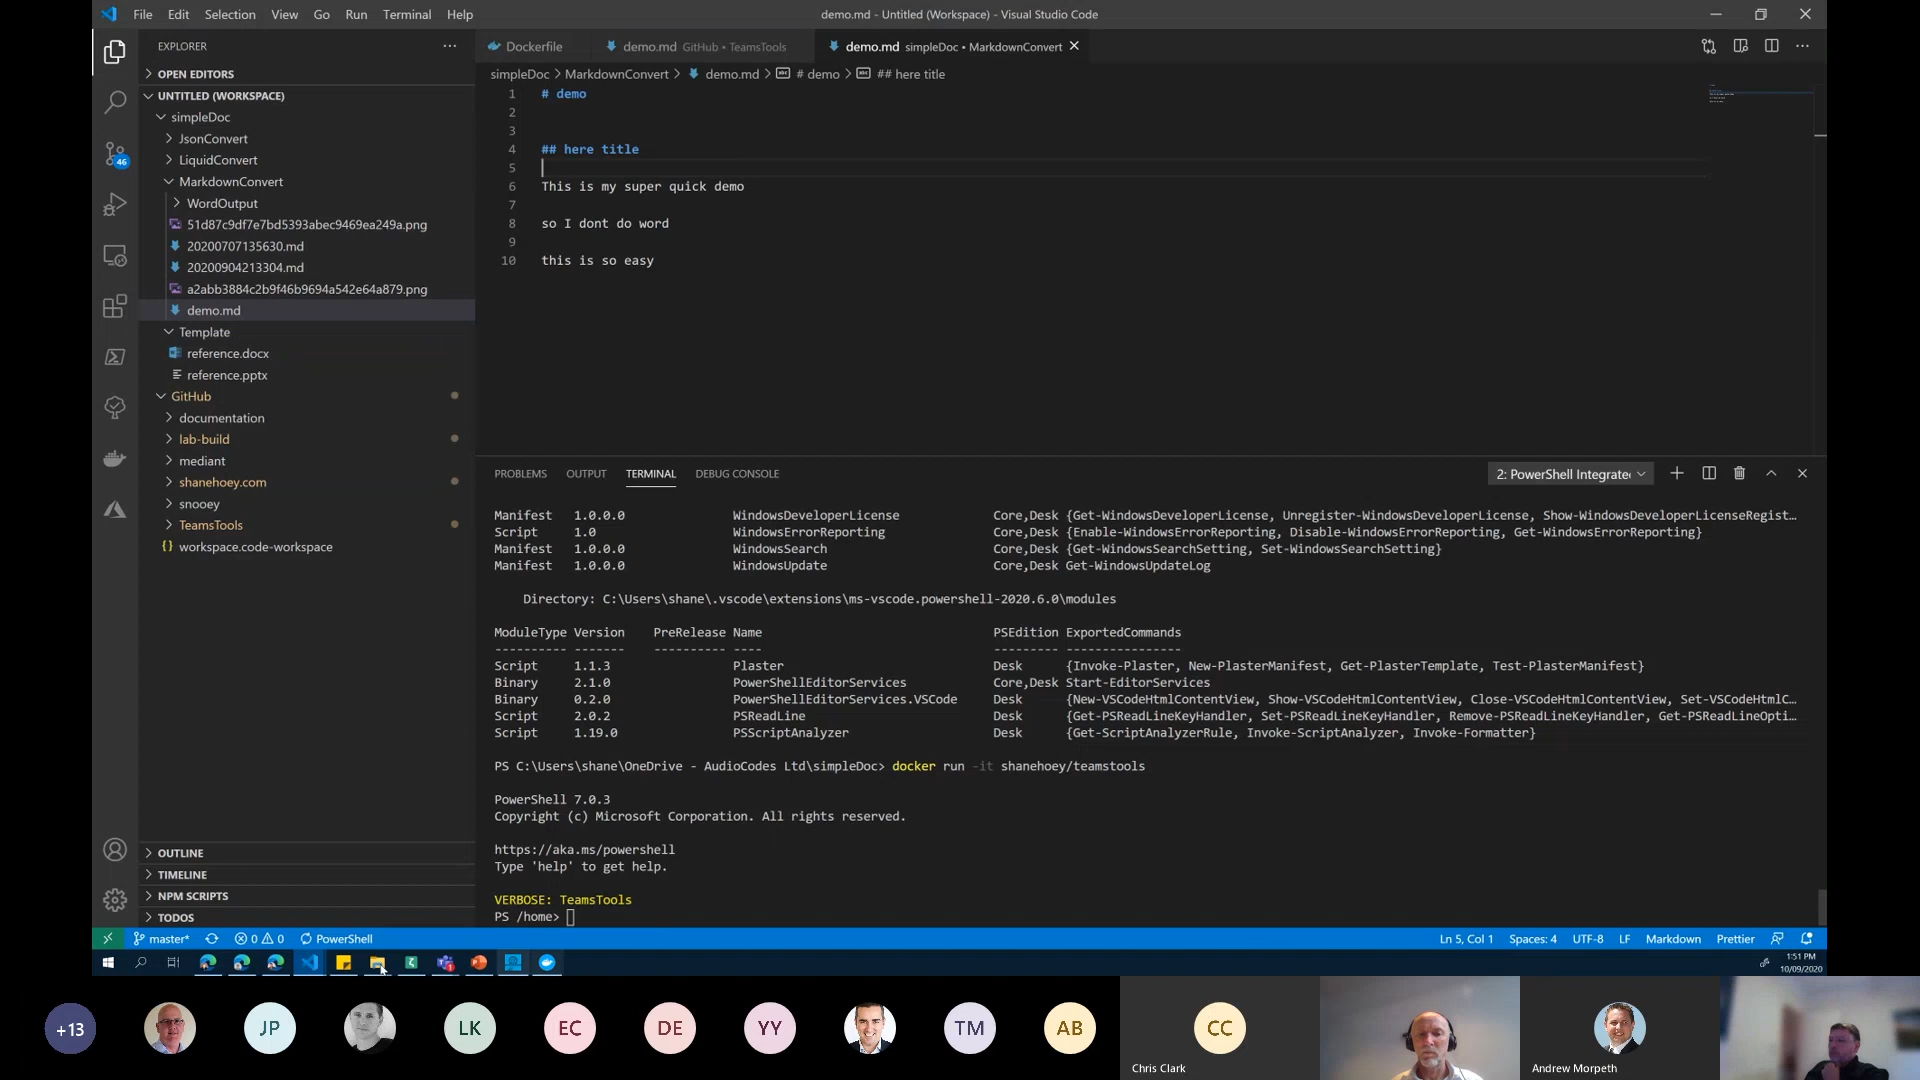 File Edit Selection View Go Run Terminal Help
demo.md - Untitled (Workspace) - Visual Studio Code
EXPLORER
OPEN EDITORS
UNTITLED (WORKSPACE)
simpleDoc
JsonConvert
LiquidConvert
MarkdownConvert
WordOutput
51d87c9df7e7bd5393abec9469ea249a.png
20200707135630.md
20200904213304.md
a2abb3884c2b9f46b9694a542e64a879.png
demo.md
Template
reference.docx
reference.pptx
GitHub
documentation
lab-build
mediant
shanehoey.com
snooey
TeamsTools
workspace.code-workspace
OUTLINE
TIMELINE
NPM SCRIPTS
TODOS
46
Dockerfile
demo.md GitHub • TeamsTools
demo.md simpleDoc • MarkdownConvert
simpleDoc > MarkdownConvert > demo.md > # demo > ## here title
1 # demo
2
3
4 ## here title
5
6 This is my super quick demo
7
8 so I dont do word
9
10 this is so easy
PROBLEMS OUTPUT TERMINAL DEBUG CONSOLE
2: PowerShell Integrate
Manifest 1.0.0.0 WindowsDeveloperLicense Core,Desk {Get-WindowsDeveloperLicense, Unregister-WindowsDeveloperLicense, Show-WindowsDeveloperLicenseRegist…
Script 1.0 WindowsErrorReporting Core,Desk {Enable-WindowsErrorReporting, Disable-WindowsErrorReporting, Get-WindowsErrorReporting}
Manifest 1.0.0.0 WindowsSearch Core,Desk {Get-WindowsSearchSetting, Set-WindowsSearchSetting}
Manifest 1.0.0.0 WindowsUpdate Core,Desk Get-WindowsUpdateLog
Directory: C:\Users\shane\.vscode\extensions\ms-vscode.powershell-2020.6.0\modules
ModuleType Version PreRelease Name PSEdition ExportedCommands
---------- ------- ---------- ---- --------- ----------------
Script 1.1.3 Plaster Desk {Invoke-Plaster, New-PlasterManifest, Get-PlasterTemplate, Test-PlasterManifest}
Binary 2.1.0 PowerShellEditorServices Core,Desk Start-EditorServices
Binary 0.2.0 PowerShellEditorServices.VSCode Desk {New-VSCodeHtmlContentView, Show-VSCodeHtmlContentView, Close-VSCodeHtmlContentView, Set-VSCodeHtmlC…
Script 2.0.2 PSReadLine Desk {Get-PSReadLineKeyHandler, Set-PSReadLineKeyHandler, Remove-PSReadLineKeyHandler, Get-PSReadLineOpti…
Script 1.19.0 PSScriptAnalyzer Desk {Get-ScriptAnalyzerRule, Invoke-ScriptAnalyzer, Invoke-Formatter}
PS C:\Users\shane\OneDrive - AudioCodes Ltd\simpleDoc> docker run -it shanehoey/teamstools
PowerShell 7.0.3
Copyright (c) Microsoft Corporation. All rights reserved.
https://aka.ms/powershell
Type 'help' to get help.
VERBOSE: TeamsTools
PS /home>
master* 0 0 PowerShell
Ln 5, Col 1 Spaces: 4 UTF-8 LF Markdown Prettier
1:51 PM
10/09/2020
+13 JP LK EC DE YY TM AB CC
Chris Clark
Andrew Morpeth